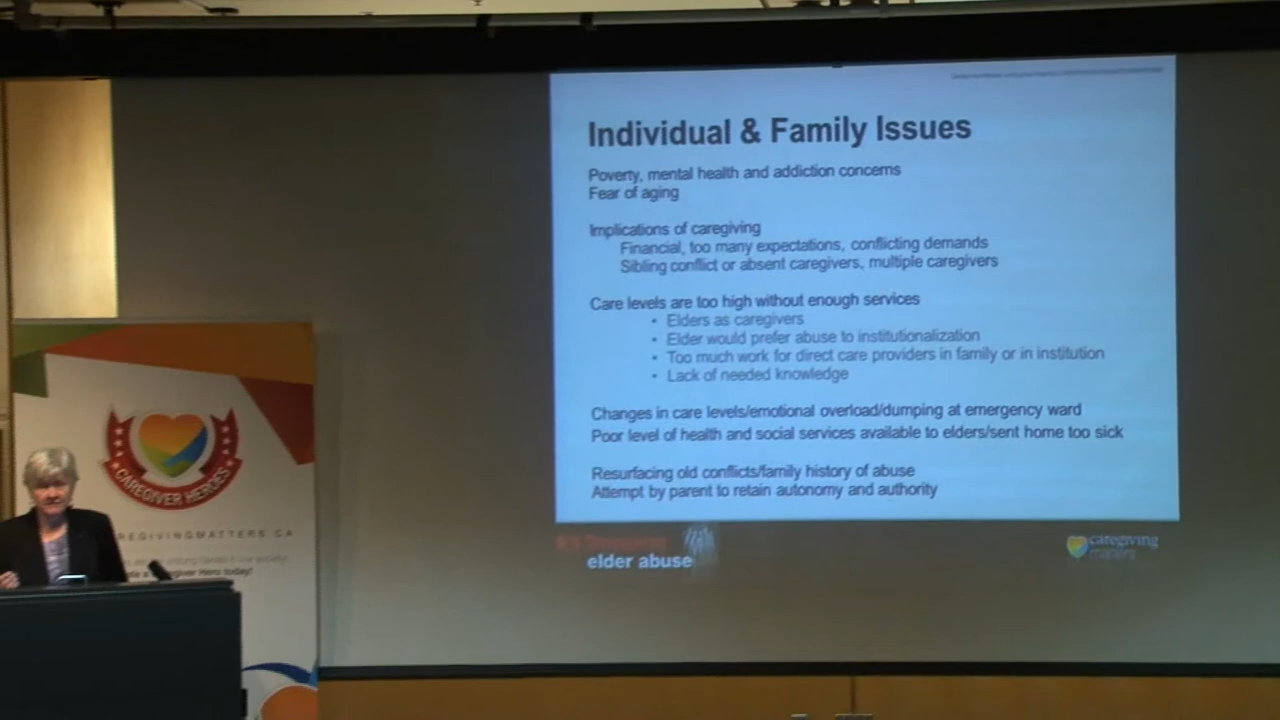 Individual & Family Issues
Poverty, mental health and addiction concerns
Fear of aging
Implications of caregiving
Financial, too many expectations, conflicting demands
Sibling conflict or absent caregivers, multiple caregivers
Care levels are too high without enough services
• Elders as caregivers
• Elder would prefer abuse to institutionalization
• Too much work for direct care providers in family or in institution
• Lack of needed knowledge
Changes in care levels/emotional overload/dumping at emergency ward
Poor level of health and social services available to elders/sent home too sick
Resurfacing old conflicts/family history of abuse
Attempt by parent to retain autonomy and authority
elder abuse
caregiving
matters
CAREGIVER HEROES
EGIVINGMATTERS.CA
Hero today!